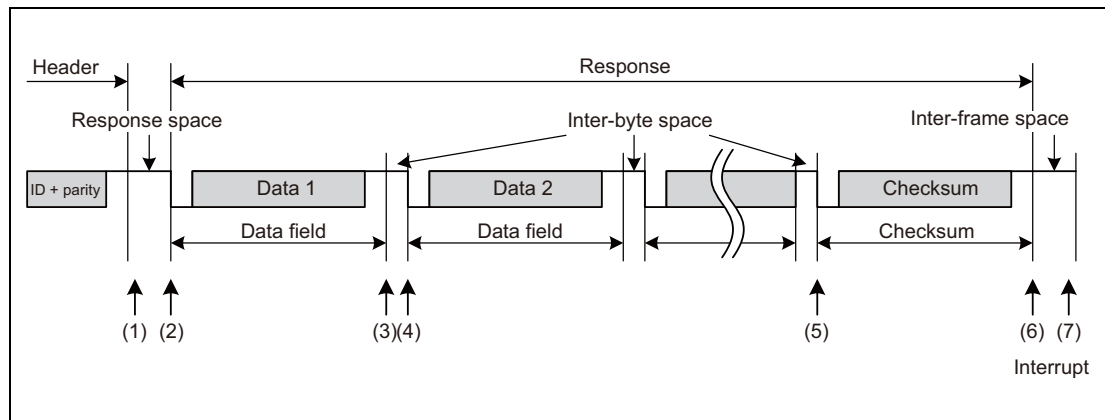 Header
Response
Response space
Inter-byte space
Inter-frame space
ID + parity
Data 1
Data 2
Checksum
Data field
Data field
Checksum
(1)
(2)
(3)(4)
(5)
(6)
(7)
Interrupt